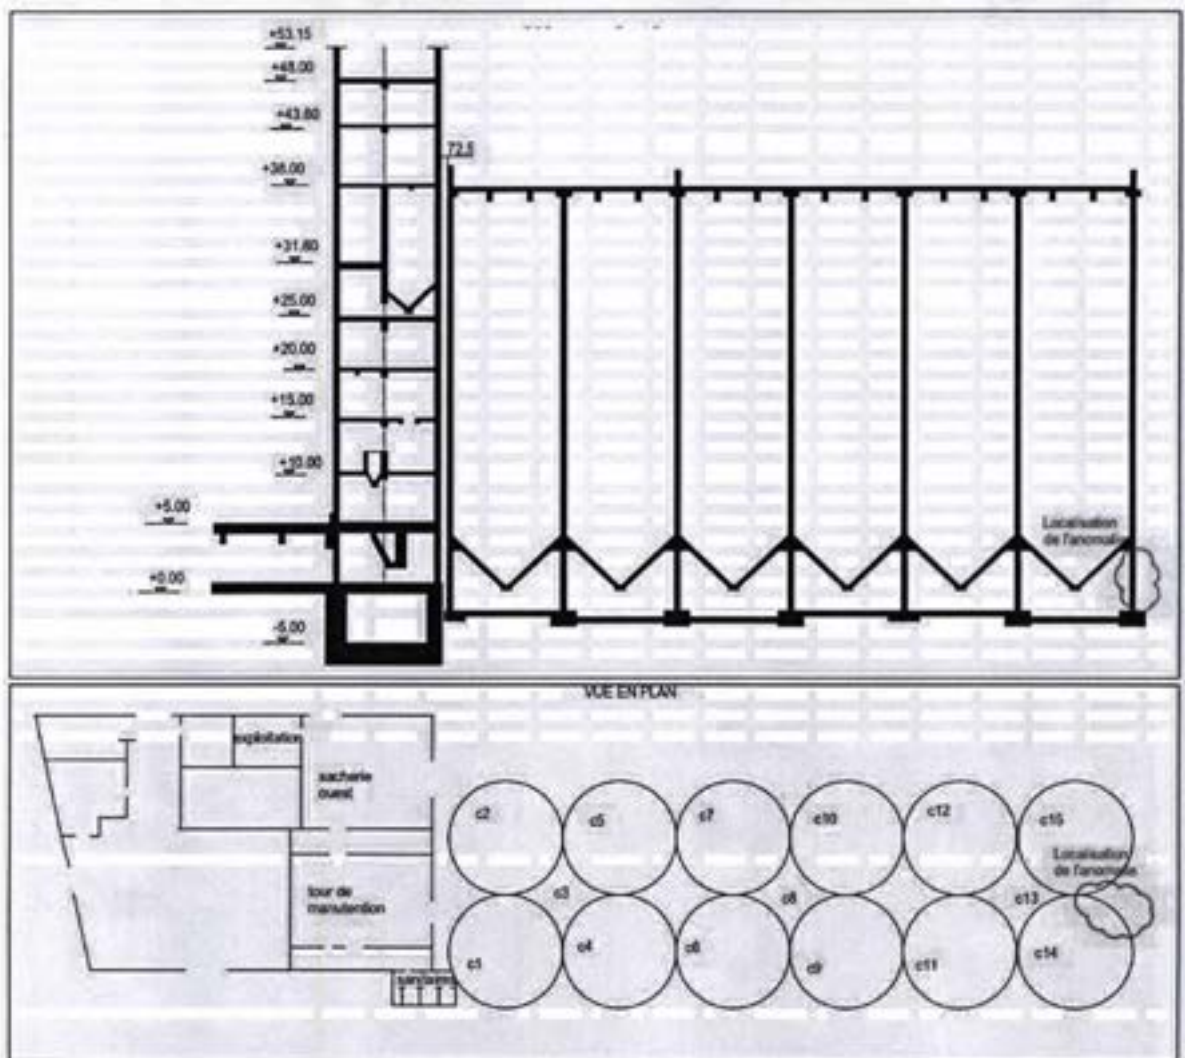 +53.15
+48.00
+43.80
72.5
+38.00
+31.80
+25.00
+20.00
+15.00
+10.00
+5.00
Localisation
de l'anomalie
+0.00
-5.00
VUE EN PLAN
exploitation
sacherie
ouest
c2
c5
c7
c10
c12
c15
Localisation
de l'anomalie
tour de
manutention
c3
c8
c13
c1
c4
c6
c9
c11
c14
sanitaires